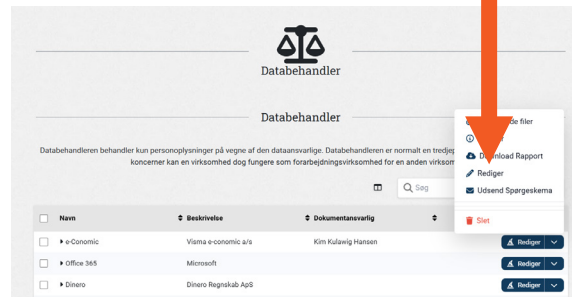 Databehandler
Databehandler
Databehandleren behandler kun personoplysninger på vegne af den dataansvarlige. Databehandleren er normalt en tredjep
koncerner kan en virksomhed dog fungere som forarbejdningsvirksomhed for en anden virksom
de filer
Download Rapport
Rediger
Udsend Spørgeskema
Slet
Søg
Navn Beskrivelse Dokumentansvarlig
e-Conomic Visma e-conomic a/s Kim Kulawig Hansen Rediger
Office 365 Microsoft Rediger
Dinero Dinero Regnskab ApS Rediger